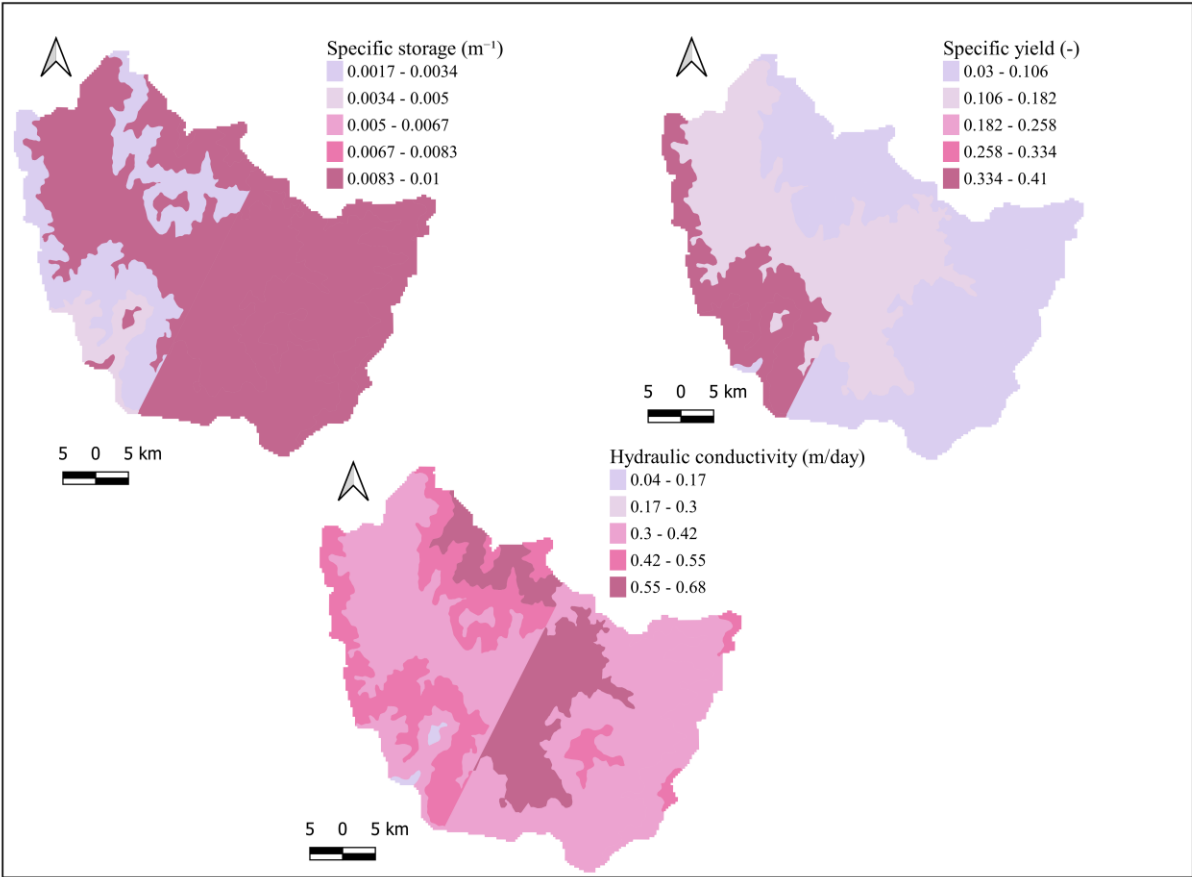 Specific storage (m⁻¹)
0.0017 - 0.0034
0.0034 - 0.005
0.005 - 0.0067
0.0067 - 0.0083
0.0083 - 0.01
5 0 5 km
Specific yield (-)
0.03 - 0.106
0.106 - 0.182
0.182 - 0.258
0.258 - 0.334
0.334 - 0.41
5 0 5 km
Hydraulic conductivity (m/day)
0.04 - 0.17
0.17 - 0.3
0.3 - 0.42
0.42 - 0.55
0.55 - 0.68
5 0 5 km